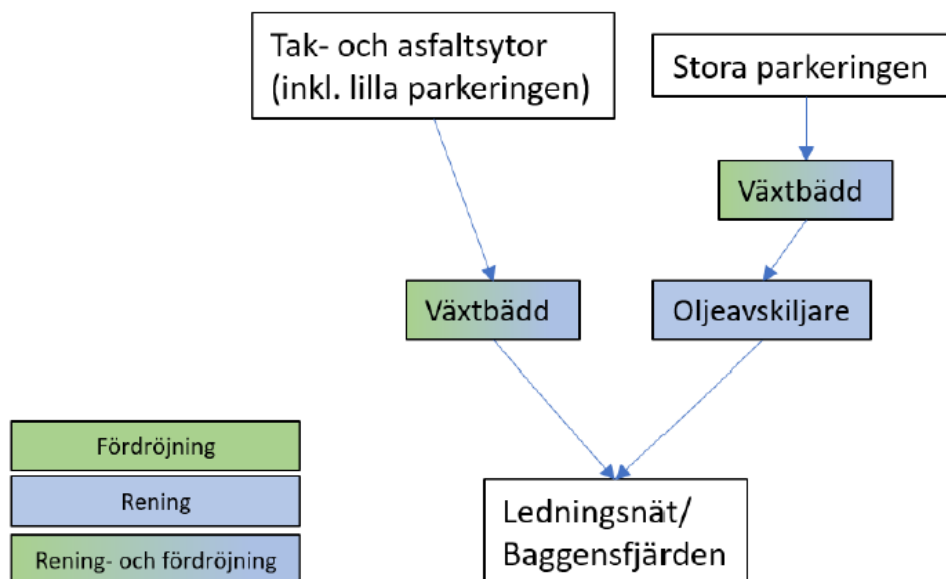 Tak- och asfaltsytor
(inkl. lilla parkeringen)
Stora parkeringen
Växtbädd
Växtbädd
Oljeavskiljare
Fördröjning
Rening
Rening- och fördröjning
Ledningsnät/
Baggensfjärden